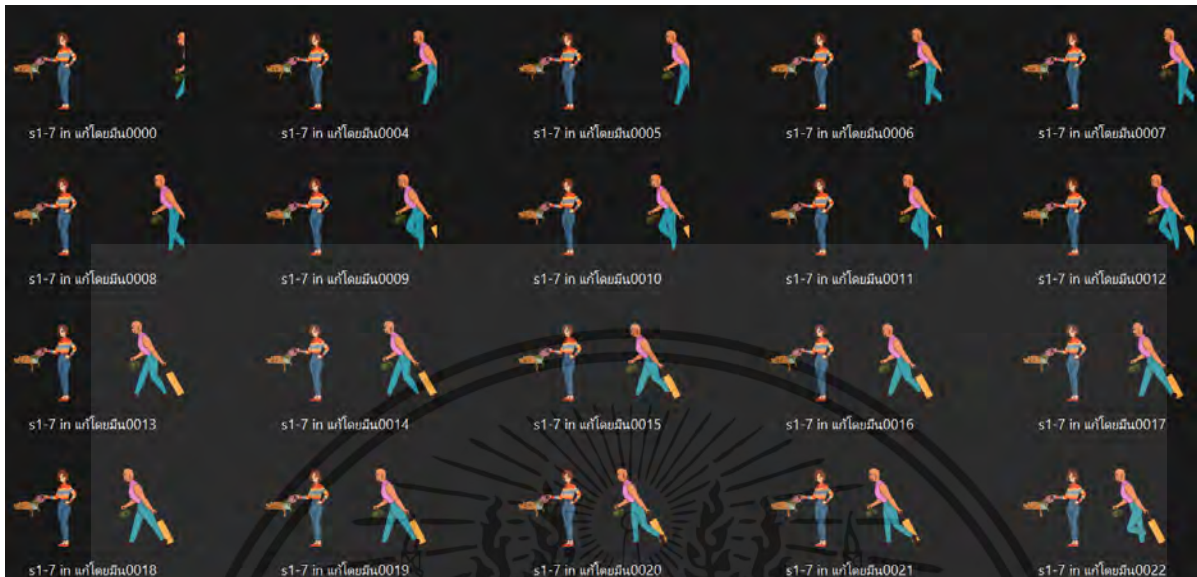 s1-7 in แก้โดยมีน0000 s1-7 in แก้โดยมีน0004 s1-7 in แก้โดยมีน0005 s1-7 in แก้โดยมีน0006 s1-7 in แก้โดยมีน0007
s1-7 in แก้โดยมีน0008 s1-7 in แก้โดยมีน0009 s1-7 in แก้โดยมีน0010 s1-7 in แก้โดยมีน0011 s1-7 in แก้โดยมีน0012
s1-7 in แก้โดยมีน0013 s1-7 in แก้โดยมีน0014 s1-7 in แก้โดยมีน0015 s1-7 in แก้โดยมีน0016 s1-7 in แก้โดยมีน0017
s1-7 in แก้โดยมีน0018 s1-7 in แก้โดยมีน0019 s1-7 in แก้โดยมีน0020 s1-7 in แก้โดยมีน0021 s1-7 in แก้โดยมีน0022